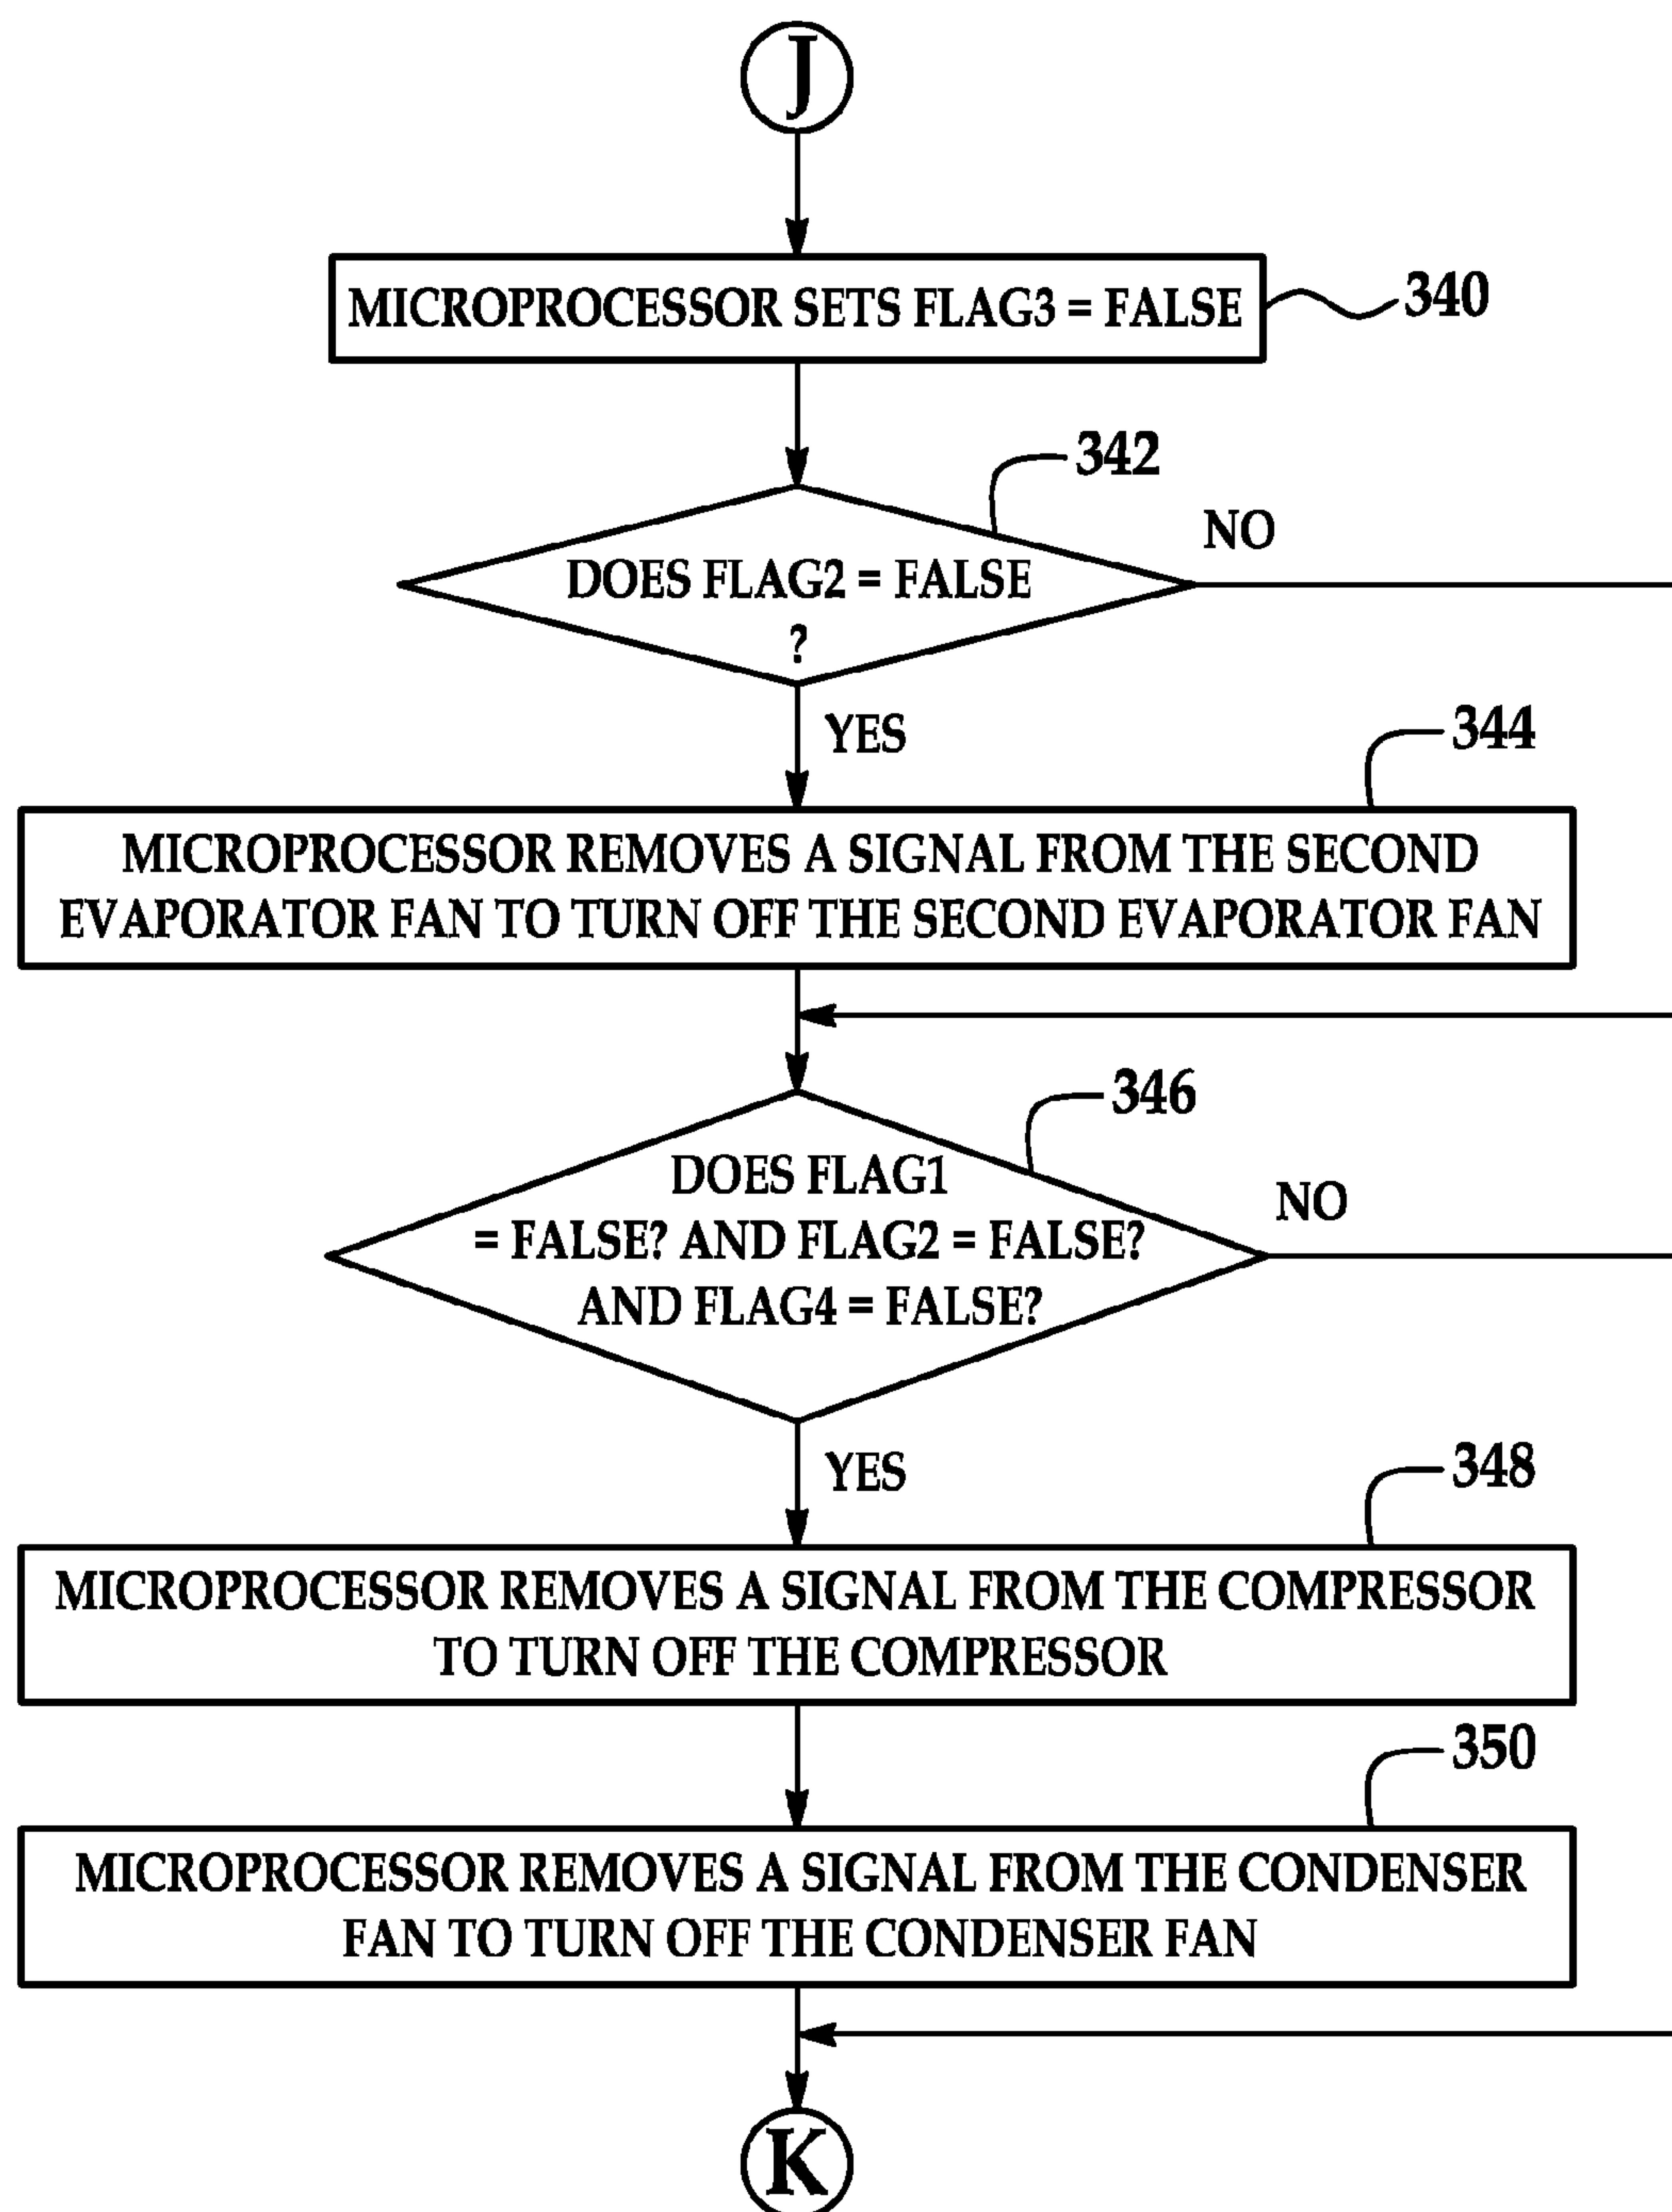 J
MICROPROCESSOR SETS FLAG3 = FALSE
340
342
DOES FLAG2 = FALSE
?
NO
YES
344
MICROPROCESSOR REMOVES A SIGNAL FROM THE SECOND
EVAPORATOR FAN TO TURN OFF THE SECOND EVAPORATOR FAN
346
DOES FLAG1
= FALSE? AND FLAG2 = FALSE?
AND FLAG4 = FALSE?
NO
YES
348
MICROPROCESSOR REMOVES A SIGNAL FROM THE COMPRESSOR
TO TURN OFF THE COMPRESSOR
350
MICROPROCESSOR REMOVES A SIGNAL FROM THE CONDENSER
FAN TO TURN OFF THE CONDENSER FAN
K